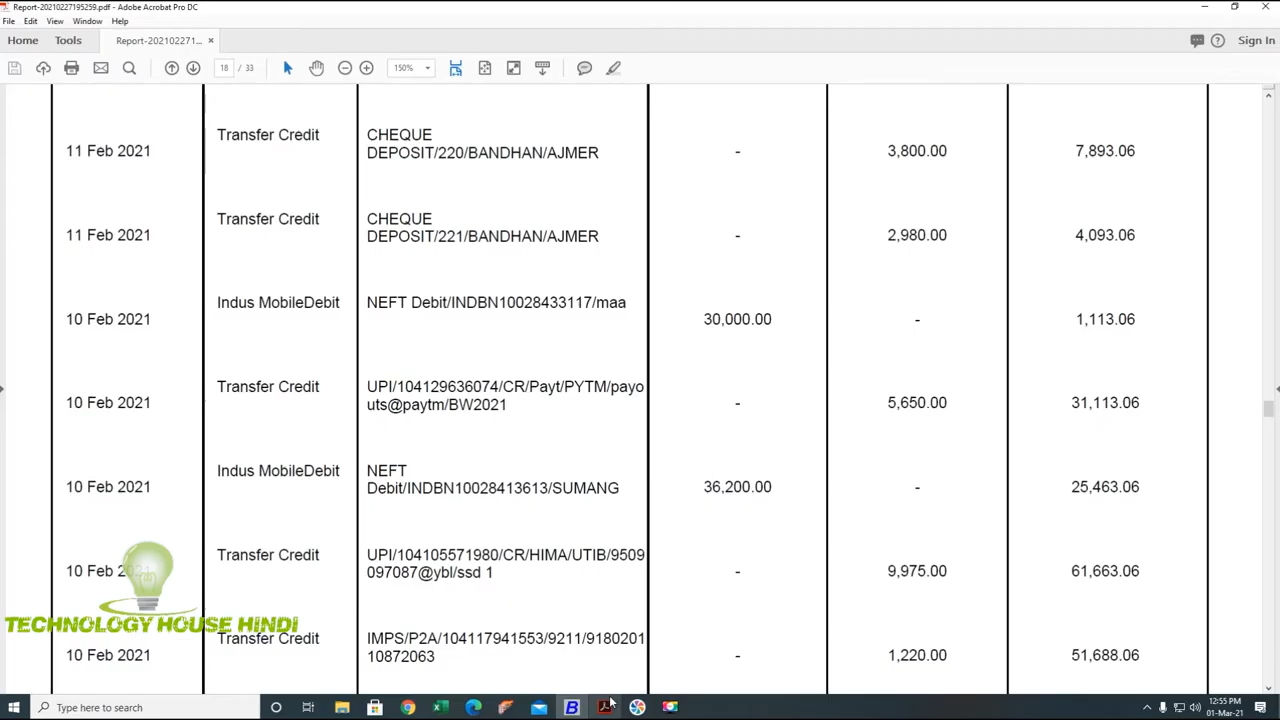 Report-20210227195259.pdf - Adobe Acrobat Pro DC
File Edit View Window Help
Home Tools Report-202102271... × Sign In
18 / 33 150%
11 Feb 2021 Transfer Credit CHEQUE
DEPOSIT/220/BANDHAN/AJMER - 3,800.00 7,893.06
11 Feb 2021 Transfer Credit CHEQUE
DEPOSIT/221/BANDHAN/AJMER - 2,980.00 4,093.06
10 Feb 2021 Indus MobileDebit NEFT Debit/INDBN10028433117/maa 30,000.00 - 1,113.06
10 Feb 2021 Transfer Credit UPI/104129636074/CR/Payt/PYTM/payo
uts@paytm/BW2021 - 5,650.00 31,113.06
10 Feb 2021 Indus MobileDebit NEFT
Debit/INDBN10028413613/SUMANG 36,200.00 - 25,463.06
10 Feb 2021 Transfer Credit UPI/104105571980/CR/HIMA/UTIB/9509
097087@ybl/ssd 1 - 9,975.00 61,663.06
TECHNOLOGY HOUSE HINDI
10 Feb 2021 Transfer Credit IMPS/P2A/104117941553/9211/9180201
10872063 - 1,220.00 51,688.06
Type here to search
12:55 PM
01-Mar-21